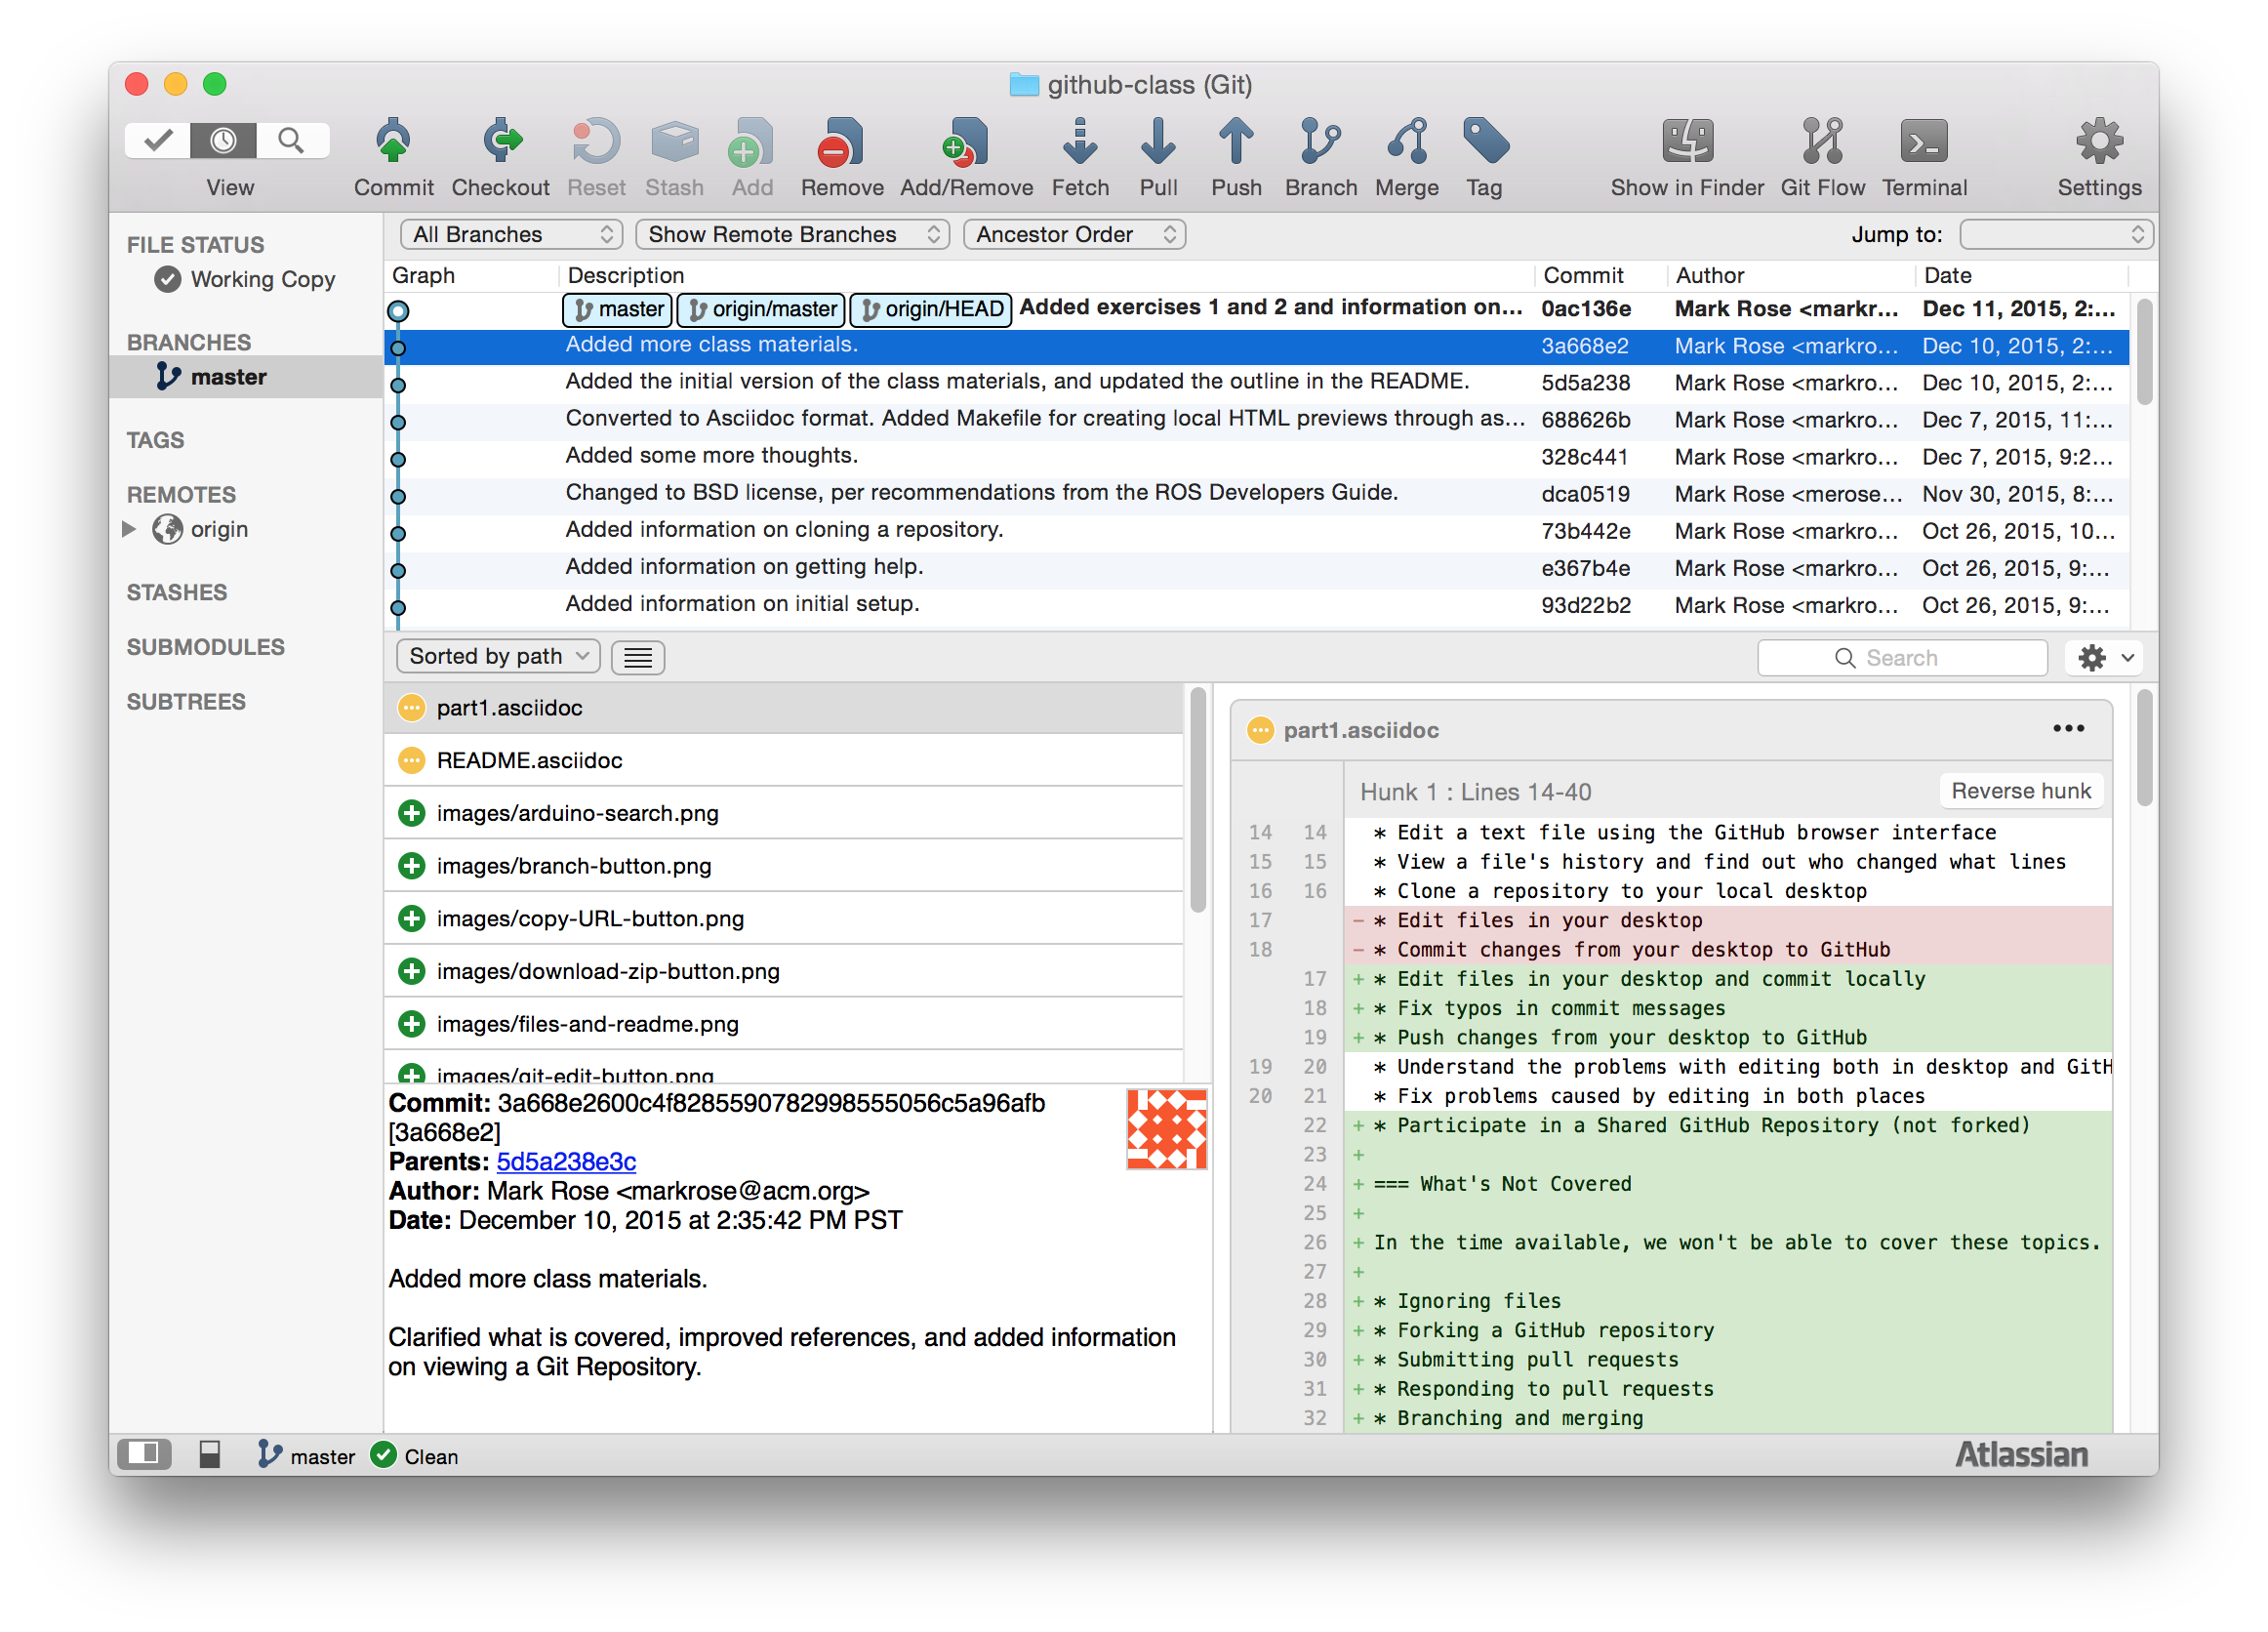 github-class (Git)
View Commit Checkout Reset Stash Add Remove Add/Remove Fetch Pull Push Branch Merge Tag Show in Finder Git Flow Terminal Settings
FILE STATUS
Working Copy
BRANCHES
master
TAGS
REMOTES
origin
STASHES
SUBMODULES
SUBTREES
All Branches Show Remote Branches Ancestor Order Jump to:
Graph Description Commit Author Date
master origin/master origin/HEAD Added exercises 1 and 2 and information on... 0ac136e Mark Rose <markr... Dec 11, 2015, 2:...
Added more class materials. 3a668e2 Mark Rose <markro... Dec 10, 2015, 2:...
Added the initial version of the class materials, and updated the outline in the README. 5d5a238 Mark Rose <markro... Dec 10, 2015, 2:...
Converted to Asciidoc format. Added Makefile for creating local HTML previews through as... 688626b Mark Rose <markro... Dec 7, 2015, 11:...
Added some more thoughts. 328c441 Mark Rose <markro... Dec 7, 2015, 9:2...
Changed to BSD license, per recommendations from the ROS Developers Guide. dca0519 Mark Rose <merose... Nov 30, 2015, 8:...
Added information on cloning a repository. 73b442e Mark Rose <markro... Oct 26, 2015, 10...
Added information on getting help. e367b4e Mark Rose <markro... Oct 26, 2015, 9:...
Added information on initial setup. 93d22b2 Mark Rose <markro... Oct 26, 2015, 9:...
Sorted by path Search
part1.asciidoc
README.asciidoc
images/arduino-search.png
images/branch-button.png
images/copy-URL-button.png
images/download-zip-button.png
images/files-and-readme.png
images/git-edit-button.png
Commit: 3a668e2600c4f8285590782998555056c5a96afb
[3a668e2]
Parents: 5d5a238e3c
Author: Mark Rose <markrose@acm.org>
Date: December 10, 2015 at 2:35:42 PM PST
Added more class materials.
Clarified what is covered, improved references, and added information
on viewing a Git Repository.
part1.asciidoc
Hunk 1 : Lines 14-40 Reverse hunk
14 14 * Edit a text file using the GitHub browser interface
15 15 * View a file's history and find out who changed what lines
16 16 * Clone a repository to your local desktop
17 - * Edit files in your desktop
18 - * Commit changes from your desktop to GitHub
17 + * Edit files in your desktop and commit locally
18 + * Fix typos in commit messages
19 + * Push changes from your desktop to GitHub
19 20 * Understand the problems with editing both in desktop and GitH
20 21 * Fix problems caused by editing in both places
22 + * Participate in a Shared GitHub Repository (not forked)
23 +
24 + === What's Not Covered
25 +
26 + In the time available, we won't be able to cover these topics.
27 +
28 + * Ignoring files
29 + * Forking a GitHub repository
30 + * Submitting pull requests
31 + * Responding to pull requests
32 + * Branching and merging
master Clean Atlassian